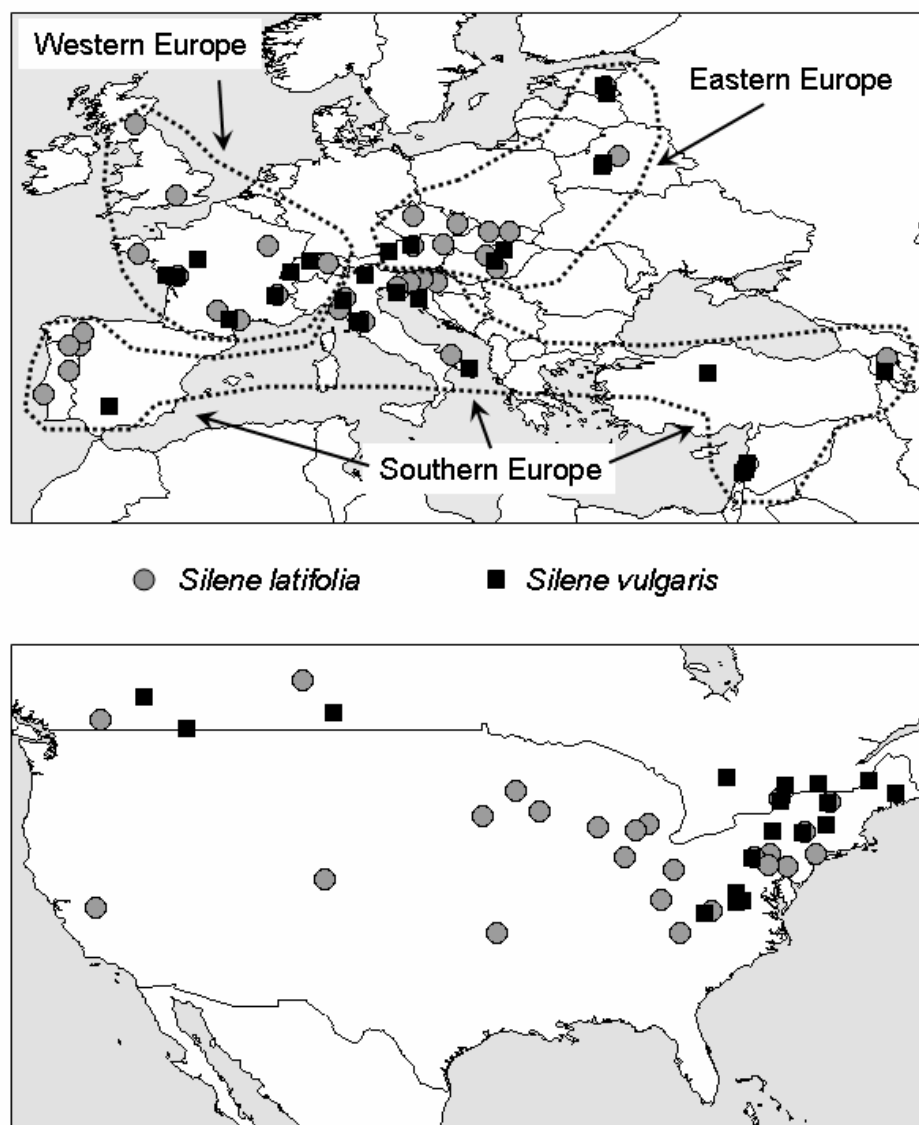 Western Europe
Eastern Europe
Southern Europe
Silene latifolia
Silene vulgaris